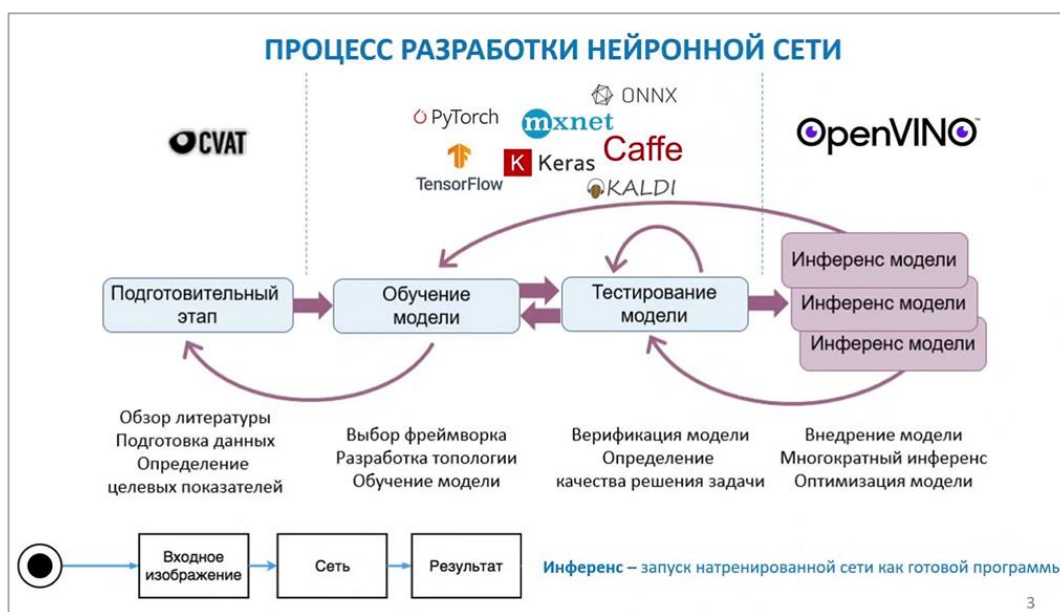 ПРОЦЕСС РАЗРАБОТКИ НЕЙРОННОЙ СЕТИ
CVAT
PyTorch
mxnet
ONNX
TensorFlow
K Keras
Caffe
KALDI
OpenVINO™
Подготовительный
этап
Обучение
модели
Тестирование
модели
Инференс модели
Инференс модели
Инференс модели
Обзор литературы
Подготовка данных
Определение
целевых показателей
Выбор фреймворка
Разработка топологии
Обучение модели
Верификация модели
Определение
качества решения задачи
Внедрение модели
Многократный инференс
Оптимизация модели
Входное
изображение
Сеть
Результат
Инференс – запуск натренированной сети как готовой программы
3